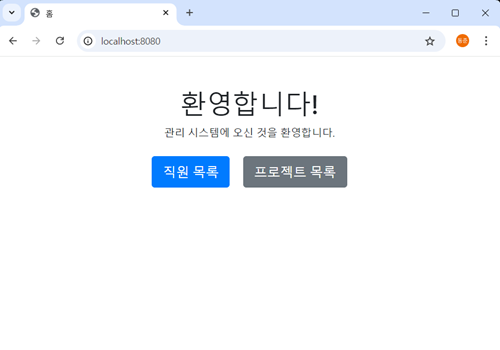 홈
localhost:8080
동준
환영합니다!
관리 시스템에 오신 것을 환영합니다.
직원 목록
프로젝트 목록